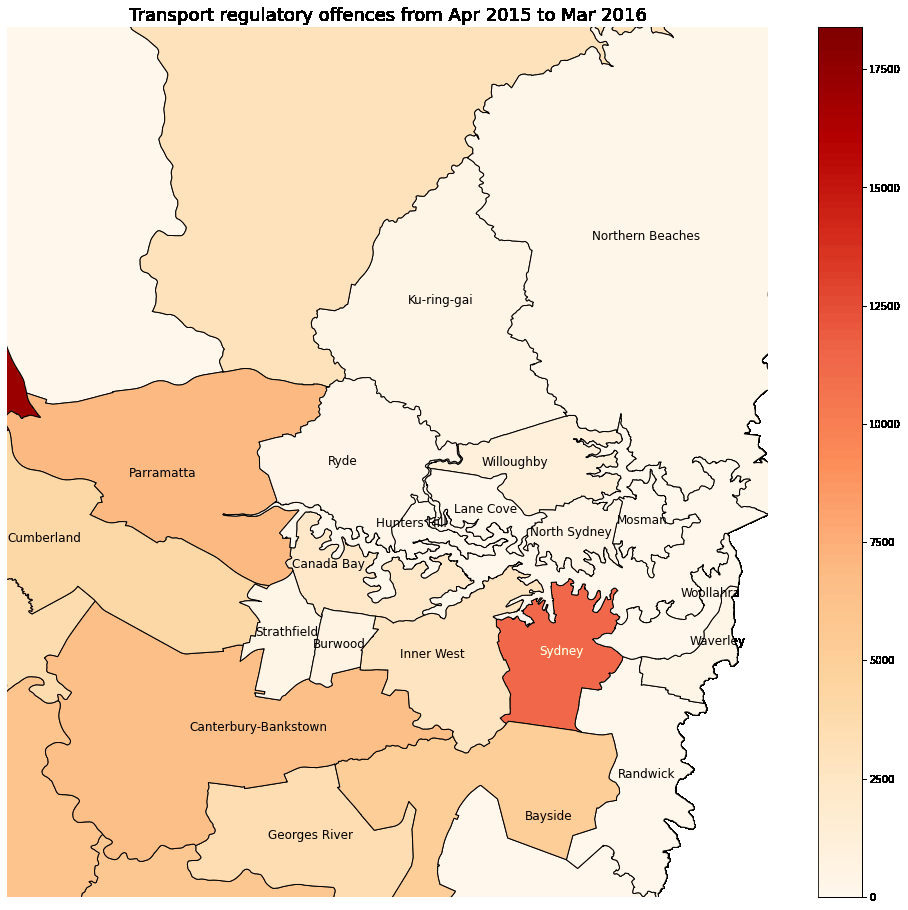 Transport regulatory offences from Apr 2015 to Mar 2016
17500
Northern Beaches
15000
Ku-ring-gai
12500
10000
Ryde
Willoughby
Parramatta
Lane Cove
Hunters Hill
Mosman
North Sydney
Cumberland
7500
Canada Bay
Woollahra
Strathfield
Burwood
Waverley
Inner West
Sydney
5000
Canterbury-Bankstown
Randwick
2500
Bayside
Georges River
0